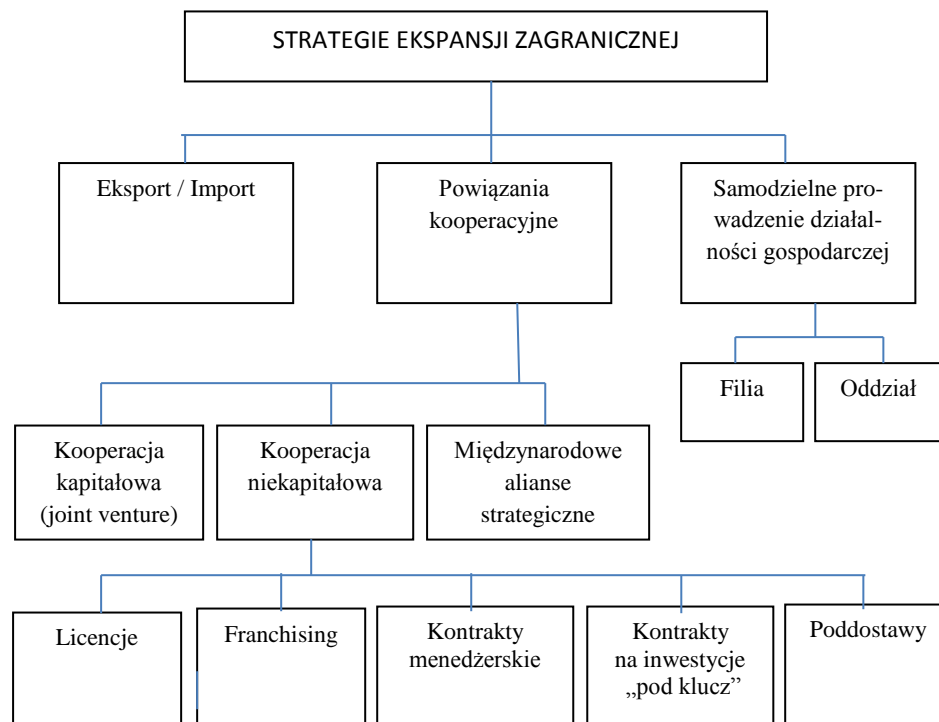 STRATEGIE EKSPANSJI ZAGRANICZNEJ
Eksport / Import
Powiązania
kooperacyjne
Samodzielne pro-
wadzenie działal-
ności gospodarczej
Filia
Oddział
Kooperacja
kapitałowa
(joint venture)
Kooperacja
niekapitałowa
Międzynarodowe
alianse
strategiczne
Licencje
Franchising
Kontrakty
menedżerskie
Kontrakty
na inwestycje
„pod klucz”
Poddostawy